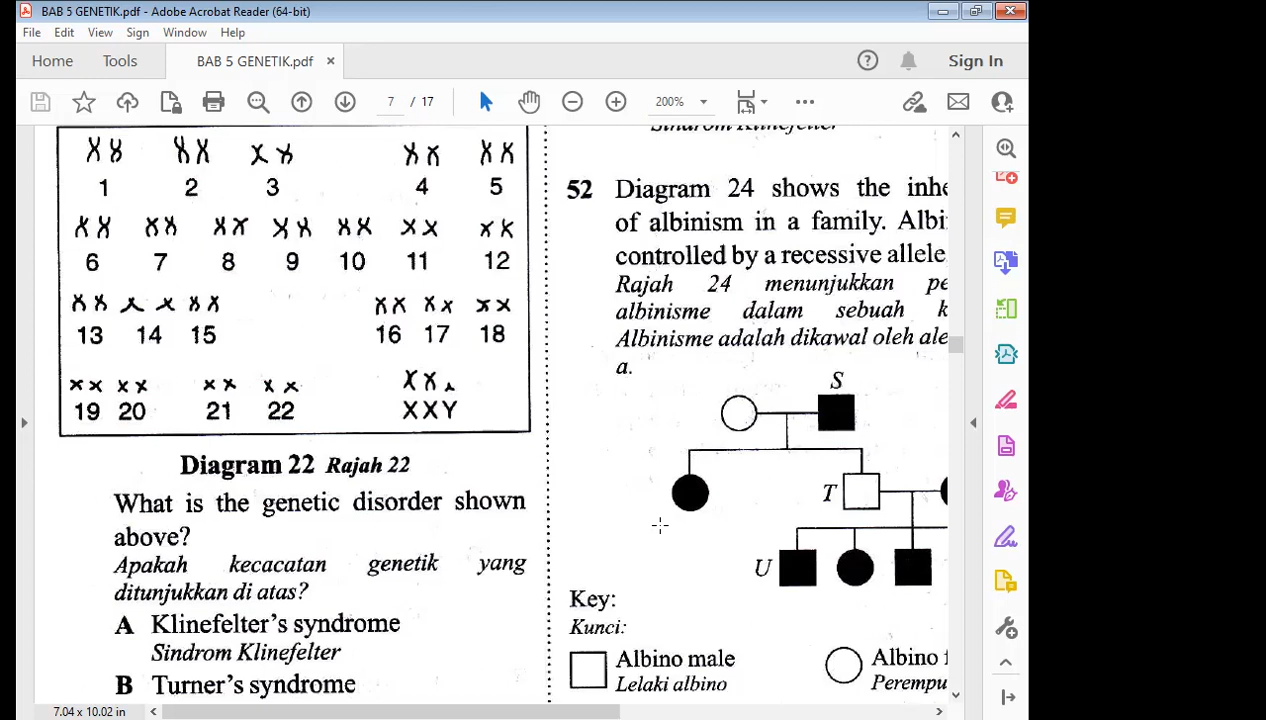 BAB 5 GENETIK.pdf - Adobe Acrobat Reader (64-bit)
File Edit View Sign Window Help
Home Tools BAB 5 GENETIK.pdf × Sign In
7 / 17 200%
1 2 3 4 5
6 7 8 9 10 11 12
13 14 15 16 17 18
19 20 21 22 XXY
Diagram 22 Rajah 22
What is the genetic disorder shown
above?
Apakah kecacatan genetik yang
ditunjukkan di atas?
A Klinefelter's syndrome
Sindrom Klinefelter
B Turner's syndrome
Sindrom Klinefelter
52 Diagram 24 shows the inhe
of albinism in a family. Albi
controlled by a recessive allele
Rajah 24 menunjukkan pe
albinisme dalam sebuah k
Albinisme adalah dikawal oleh ale
a.
S
T
U
Key:
Kunci:
Albino male
Lelaki albino
Albino f
Perempu
7.04 x 10.02 in